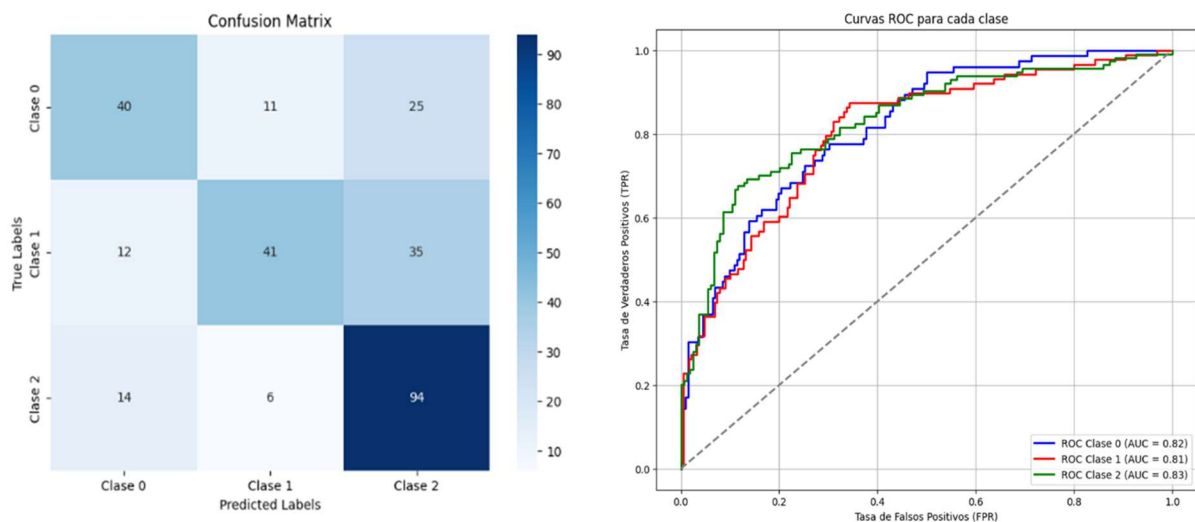 Confusion Matrix
True Labels
Clase 0
Clase 1
Clase 2
40 11 25
12 41 35
14 6 94
Clase 0 Clase 1 Clase 2
Predicted Labels
90
80
70
60
50
40
30
20
10
Curvas ROC para cada clase
Tasa de Verdaderos Positivos (TPR)
1.0
0.8
0.6
0.4
0.2
0.0
0.0 0.2 0.4 0.6 0.8 1.0
Tasa de Falsos Positivos (FPR)
ROC Clase 0 (AUC = 0.82)
ROC Clase 1 (AUC = 0.81)
ROC Clase 2 (AUC = 0.83)